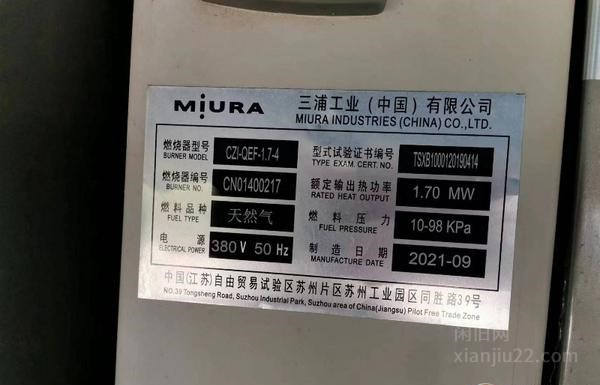 MIURA 三浦工业（中国）有限公司
MIURA INDUSTRIES (CHINA) CO.,LTD.
燃烧器型号 CZI-QEF-1.7-4 型式试验证书编号 TSXB1000120190414
BURNER MODEL TYPE EXAM. CERT. NO.
燃烧器编号 CN01400217 额定输出热功率 1.70 MW
BURNER NO. RATED HEAT OUTPUT
燃料品种 天然气 燃料压力 10-98 KPa
FUEL TYPE FUEL PRESSURE
电源 380 V 50 Hz 制造日期 2021-09
ELECTRICAL POWER MANUFACTURE DATE
中国(江苏)自由贸易试验区苏州片区苏州工业园区同胜路39号
NO.39 Tongsheng Road, Suzhou Industrial Park, Suzhou area of China(Jiangsu) Pilot Free Trade Zone
闲旧网
xianjiu22.com